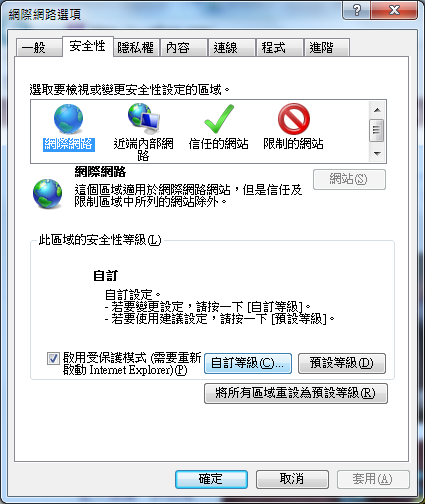 網際網路選項
一般 安全性 隱私權 內容 連線 程式 進階
選取要檢視或變更安全性設定的區域。
網際網路 近端內部網路 信任的網站 限制的網站
網際網路
這個區域適用於網際網路網站，但是信任及
限制區域中所列的網站除外。
網站(S)
此區域的安全性等級(L)
自訂
自訂設定。
- 若要變更設定，請按一下 [自訂等級]。
- 若要使用建議設定，請按一下 [預設等級]。
啟用受保護模式 (需要重新
啟動 Internet Explorer)(P)
自訂等級(C)... 預設等級(D)
將所有區域重設為預設等級(R)
確定 取消 套用(A)